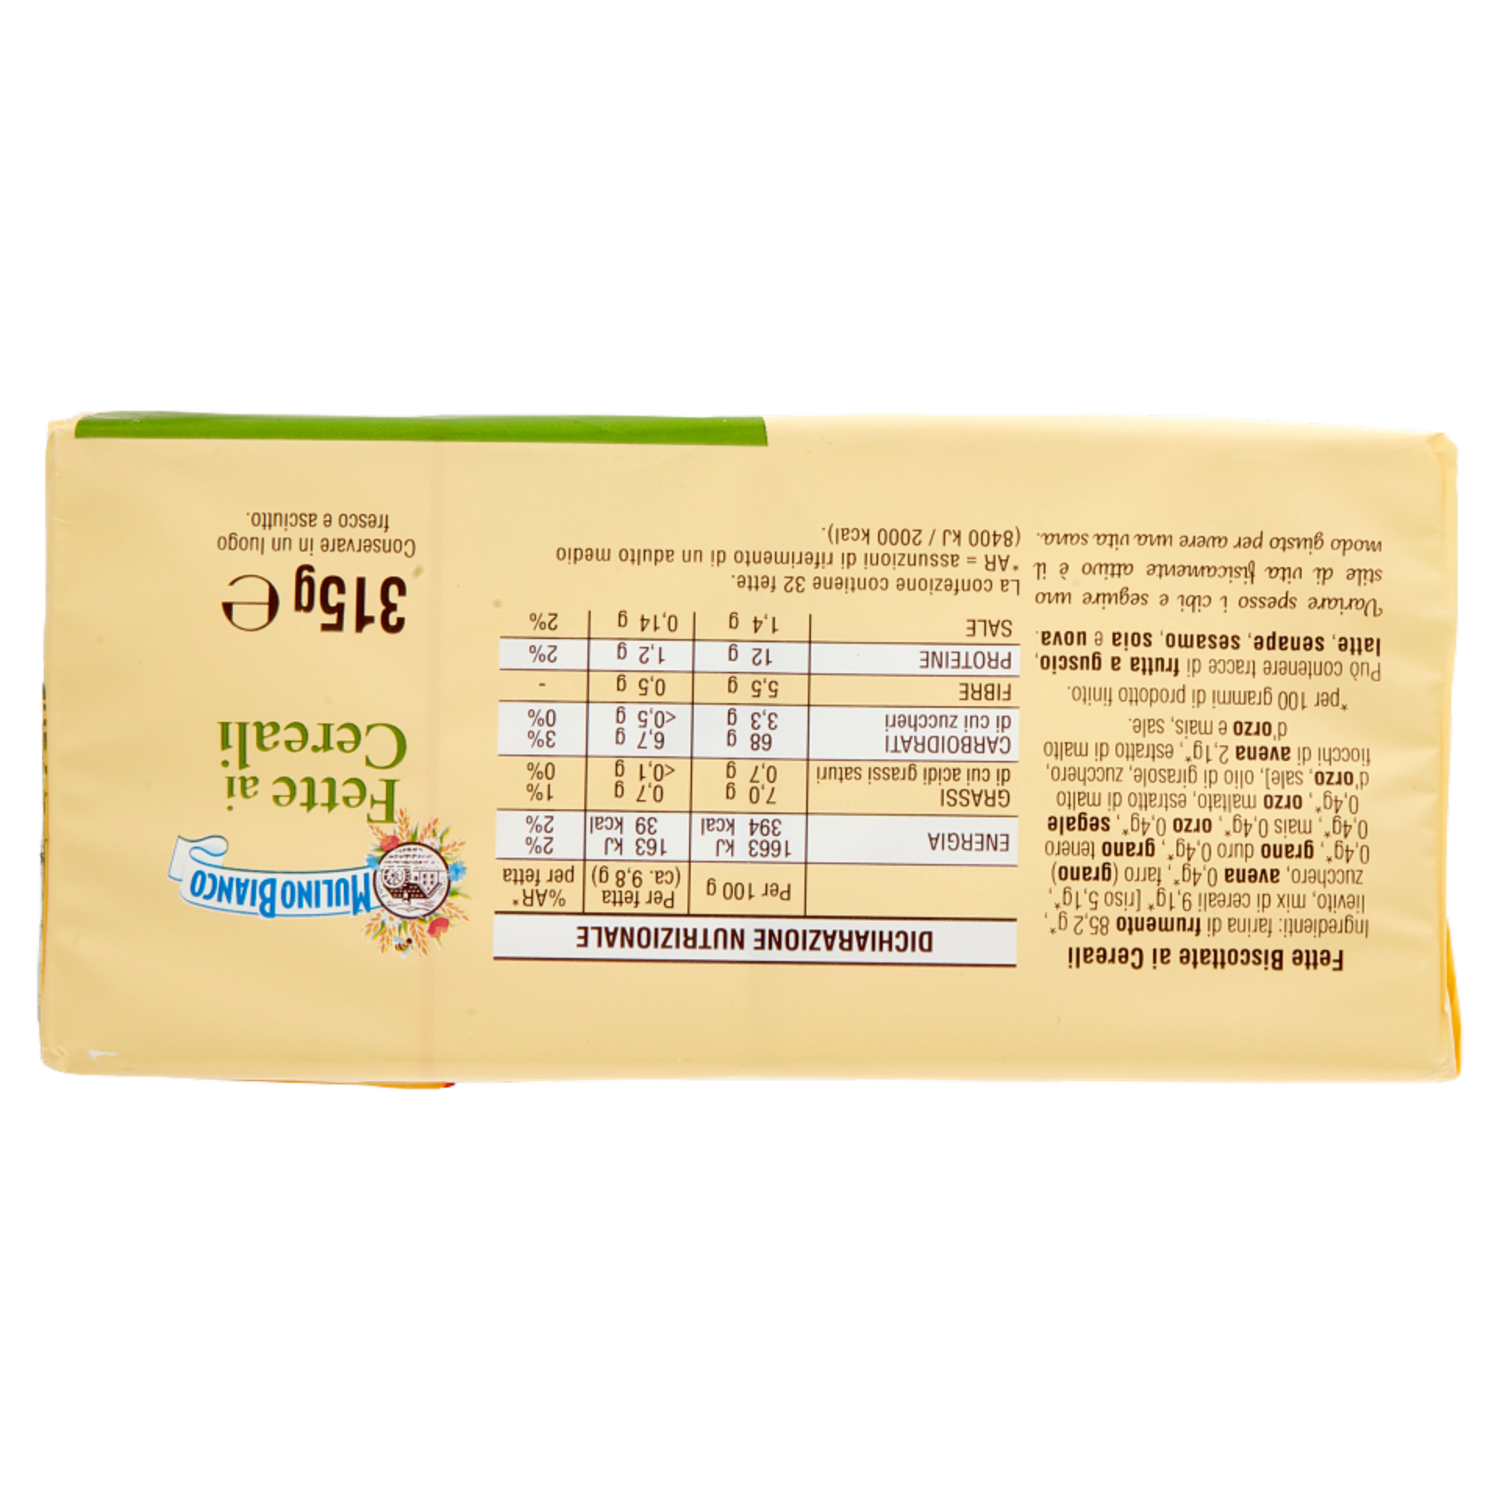 Fette Biscottate ai Cereali
Ingredienti: farina di frumento 85,2 g*,
lievito, mix di cereali 9,1g* [riso 5,1g*,
zucchero, avena 0,4g*, farro (grano)
0,4g*, grano duro 0,4g*, grano tenero
0,4g*, mais 0,4g*, orzo 0,4g*, segale
0,4g*, orzo maltato, estratto di malto
d'orzo, sale], olio di girasole, zucchero,
fiocchi di avena 2,1g*, estratto di malto
d'orzo e mais, sale.
*per 100 grammi di prodotto finito.
Può contenere tracce di frutta a guscio,
latte, senape, sesamo, soia e uova.
Variare spesso i cibi e seguire uno
stile di vita fisicamente attivo è il
modo giusto per avere una vita sana.
DICHIARAZIONE NUTRIZIONALE
Per 100 g Per fetta (ca. 9,8 g) %AR* per fetta
ENERGIA 1663 kJ 163 kJ 2%
394 kcal 39 kcal 2%
GRASSI 7,0 g 0,7 g 1%
di cui acidi grassi saturi 0,7 g <0,1 g 0%
CARBOIDRATI 68 g 6,7 g 3%
di cui zuccheri 3,3 g <0,5 g 0%
FIBRE 5,5 g 0,5 g -
PROTEINE 12 g 1,2 g 2%
SALE 1,4 g 0,14 g 2%
La confezione contiene 32 fette.
*AR = assunzioni di riferimento di un adulto medio
(8400 kJ / 2000 kcal).
MULINO BIANCO
Fette ai
Cereali
315g e
Conservare in un luogo
fresco e asciutto.